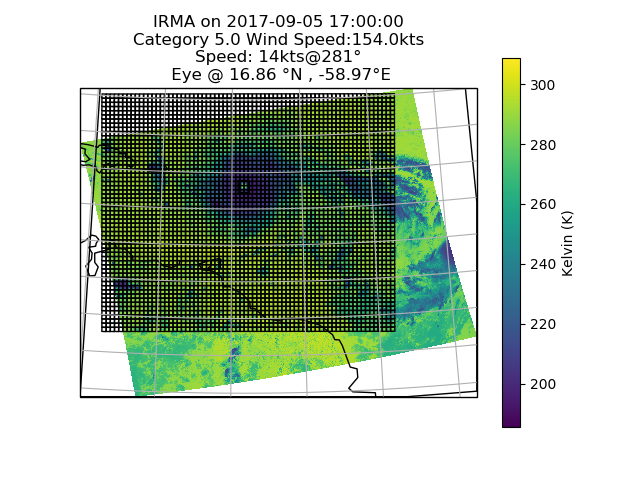 IRMA on 2017-09-05 17:00:00
Category 5.0 Wind Speed:154.0kts
Speed: 14kts@281°
Eye @ 16.86 °N , -58.97°E
300
280
260
240
220
200
Kelvin (K)